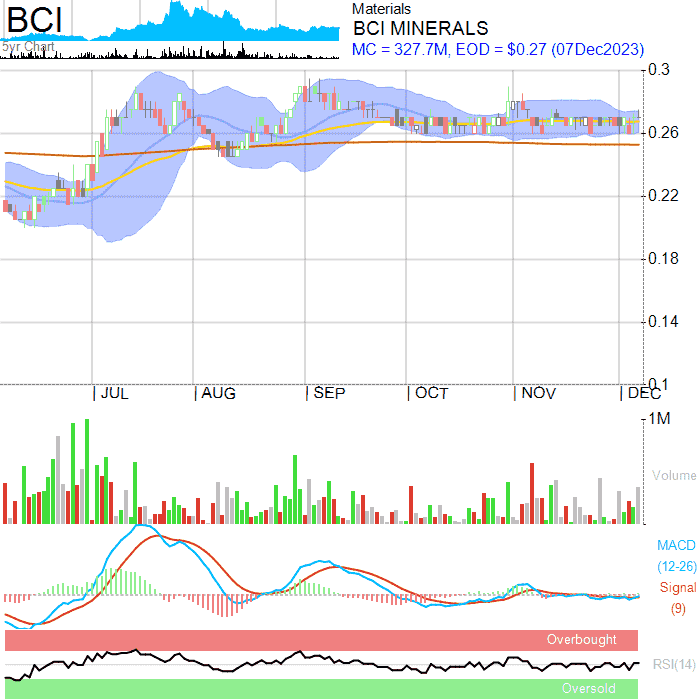 BCI
5yr Chart
Materials
BCI MINERALS
MC = 327.7M, EOD = $0.27 (07Dec2023)
0.3
0.26
0.22
0.18
0.14
0.1
JUL AUG SEP OCT NOV DEC
1M
Volume
MACD
(12-26)
Signal
(9)
Overbought
RSI(14)
Oversold